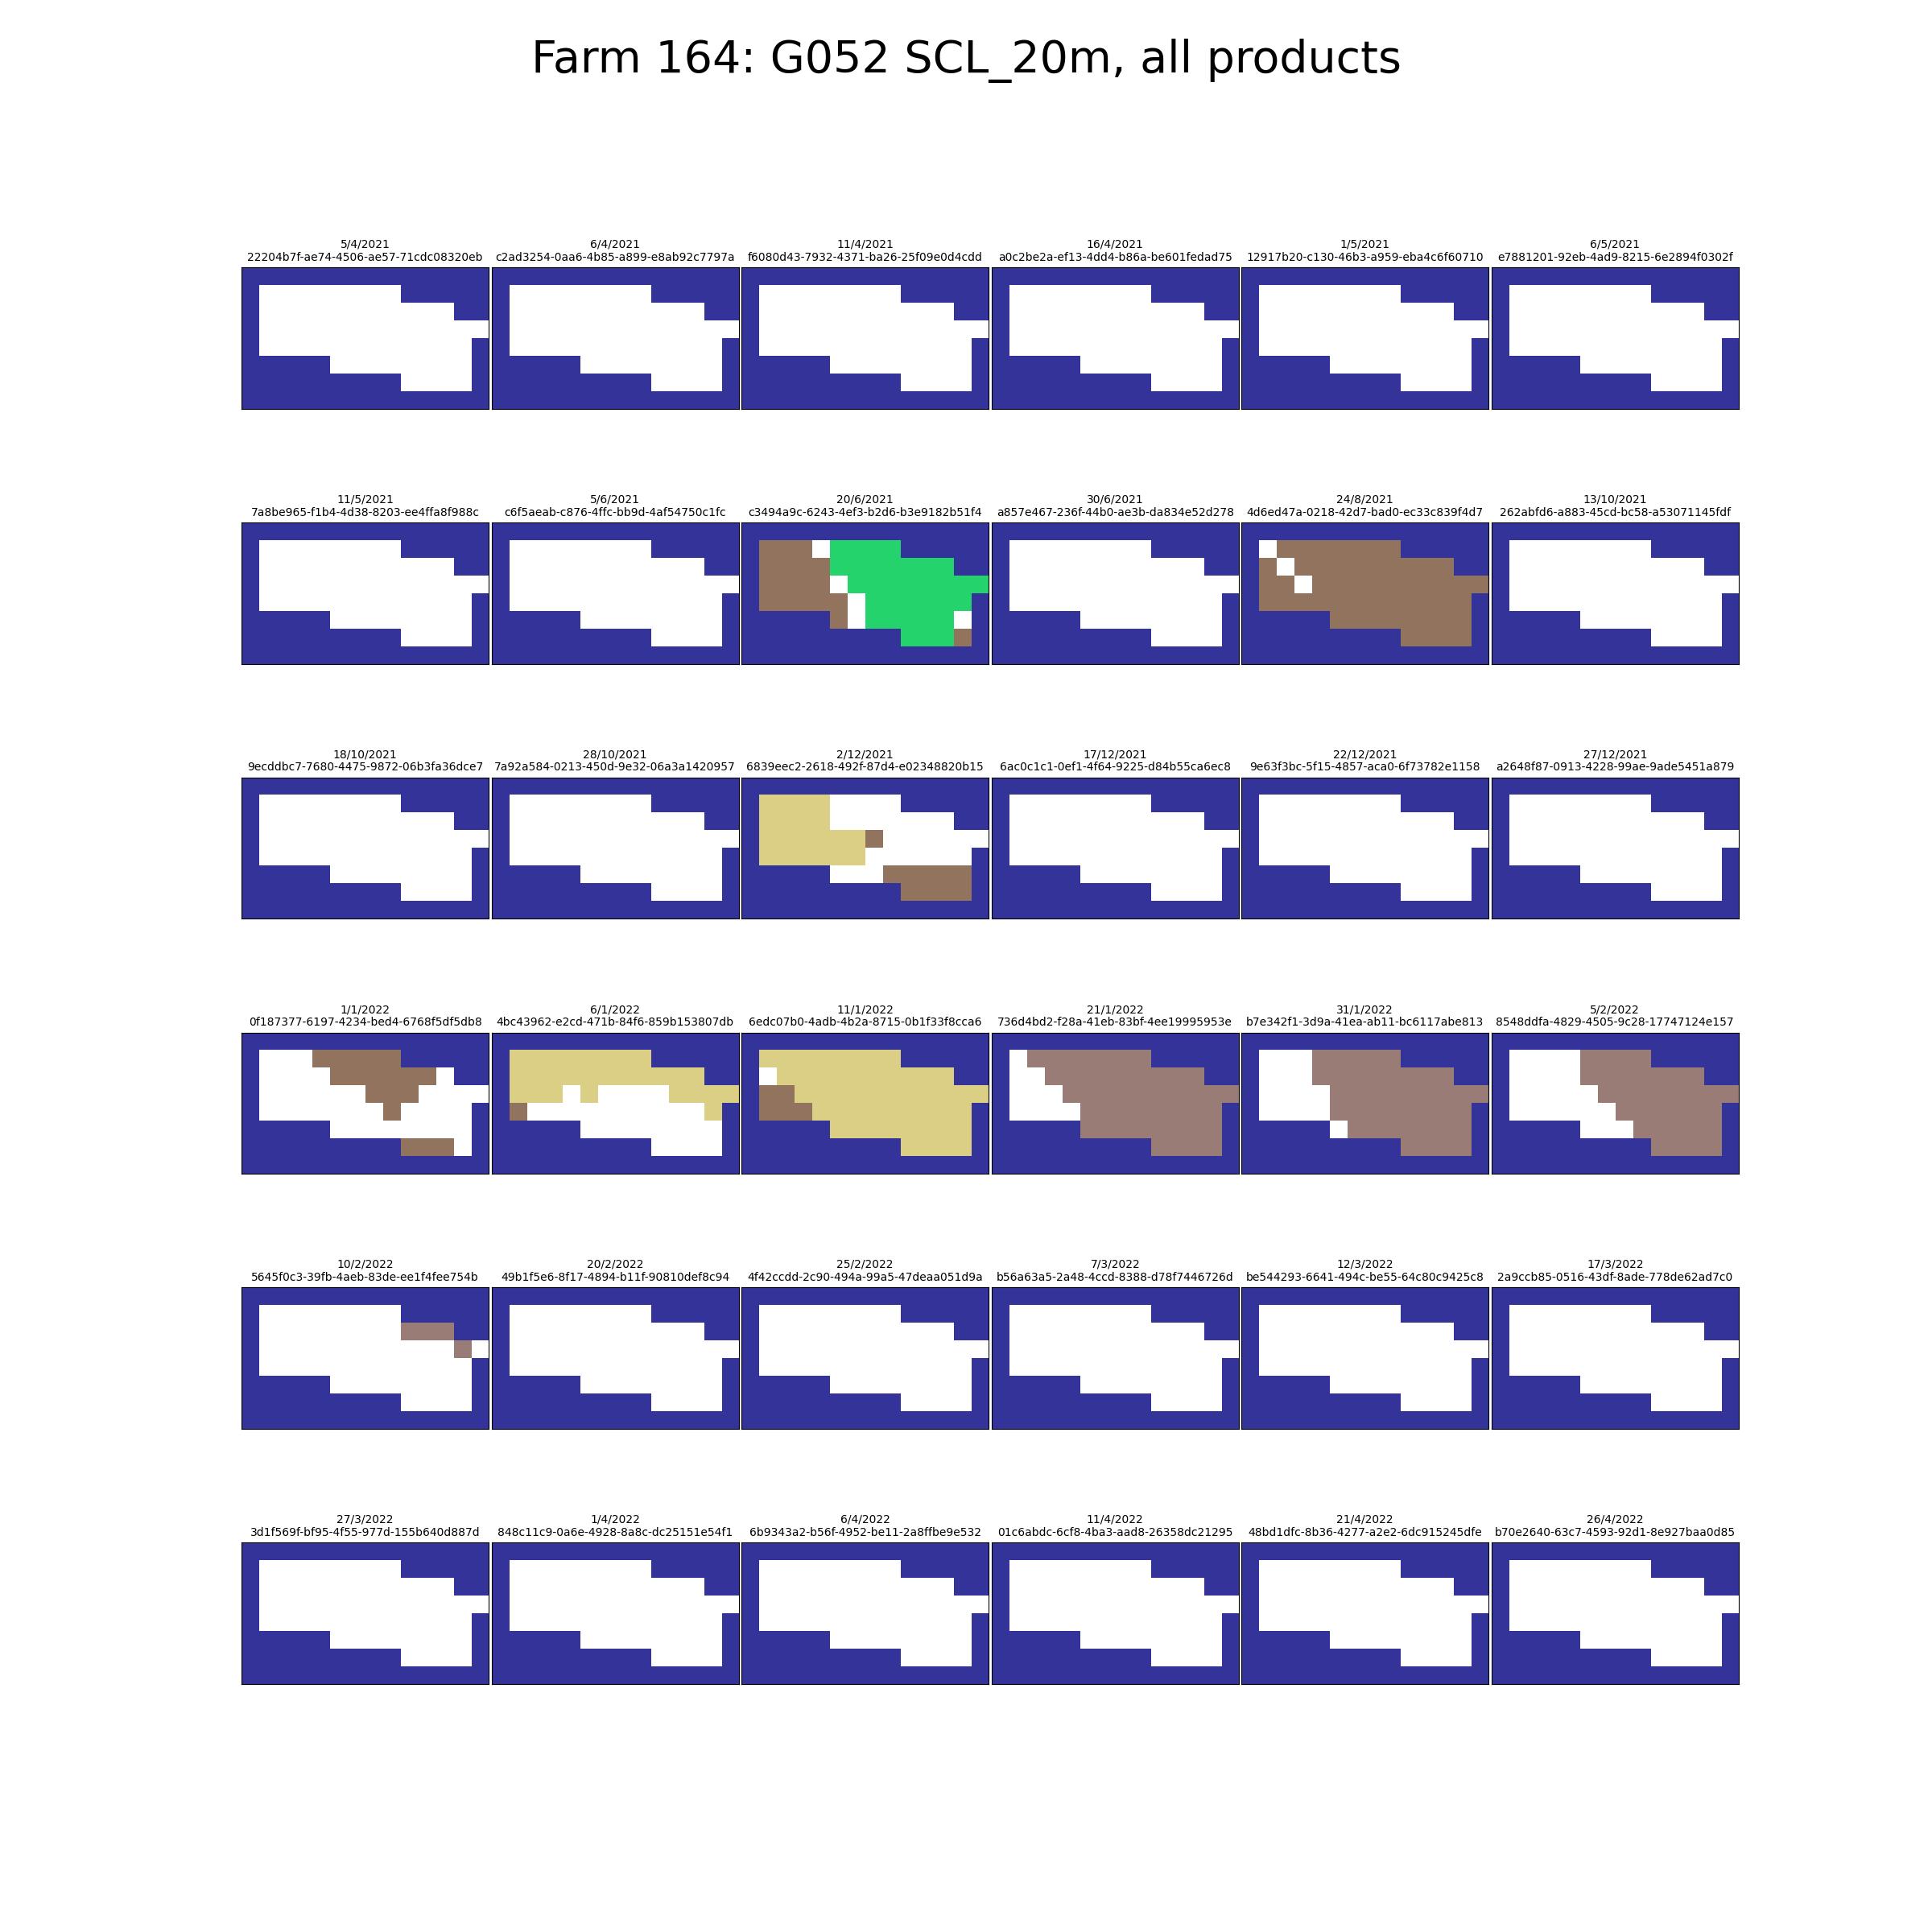 Farm 164: G052 SCL_20m, all products
5/4/2021
22204b7f-ae74-4506-ae57-71cdc08320eb
6/4/2021
c2ad3254-0aa6-4b85-a899-e8ab92c7797a
11/4/2021
f6080d43-7932-4371-ba26-25f09e0d4cdd
16/4/2021
a0c2be2a-ef13-4dd4-b86a-be601fedad75
1/5/2021
12917b20-c130-46b3-a959-eba4c6f60710
6/5/2021
e7881201-92eb-4ad9-8215-6e2894f0302f
11/5/2021
7a8be965-f1b4-4d38-8203-ee4ffa8f988c
5/6/2021
c6f5aeab-c876-4ffc-bb9d-4af54750c1fc
20/6/2021
c3494a9c-6243-4ef3-b2d6-b3e9182b51f4
30/6/2021
a857e467-236f-44b0-ae3b-da834e52d278
24/8/2021
4d6ed47a-0218-42d7-bad0-ec33c839f4d7
13/10/2021
262abfd6-a883-45cd-bc58-a53071145fdf
18/10/2021
9ecddbc7-7680-4475-9872-06b3fa36dce7
28/10/2021
7a92a584-0213-450d-9e32-06a3a1420957
2/12/2021
6839eec2-2618-492f-87d4-e02348820b15
17/12/2021
6ac0c1c1-0ef1-4f64-9225-d84b55ca6ec8
22/12/2021
9e63f3bc-5f15-4857-aca0-6f73782e1158
27/12/2021
a2648f87-0913-4228-99ae-9ade5451a879
1/1/2022
0f187377-6197-4234-bed4-6768f5df5db8
6/1/2022
4bc43962-e2cd-471b-84f6-859b153807db
11/1/2022
6edc07b0-4adb-4b2a-8715-0b1f33f8cca6
21/1/2022
736d4bd2-f28a-41eb-83bf-4ee19995953e
31/1/2022
b7e342f1-3d9a-41ea-ab11-bc6117abe813
5/2/2022
8548ddfa-4829-4505-9c28-17747124e157
10/2/2022
5645f0c3-39fb-4aeb-83de-ee1f4fee754b
20/2/2022
49b1f5e6-8f17-4894-b11f-90810def8c94
25/2/2022
4f42ccdd-2c90-494a-99a5-47deaa051d9a
7/3/2022
b56a63a5-2a48-4ccd-8388-d78f7446726d
12/3/2022
be544293-6641-494c-be55-64c80c9425c8
17/3/2022
2a9ccb85-0516-43df-8ade-778de62ad7c0
27/3/2022
3d1f569f-bf95-4f55-977d-155b640d887d
1/4/2022
848c11c9-0a6e-4928-8a8c-dc25151e54f1
6/4/2022
6b9343a2-b56f-4952-be11-2a8ffbe9e532
11/4/2022
01c6abdc-6cf8-4ba3-aad8-26358dc21295
21/4/2022
48bd1dfc-8b36-4277-a2e2-6dc915245dfe
26/4/2022
b70e2640-63c7-4593-92d1-8e927baa0d85